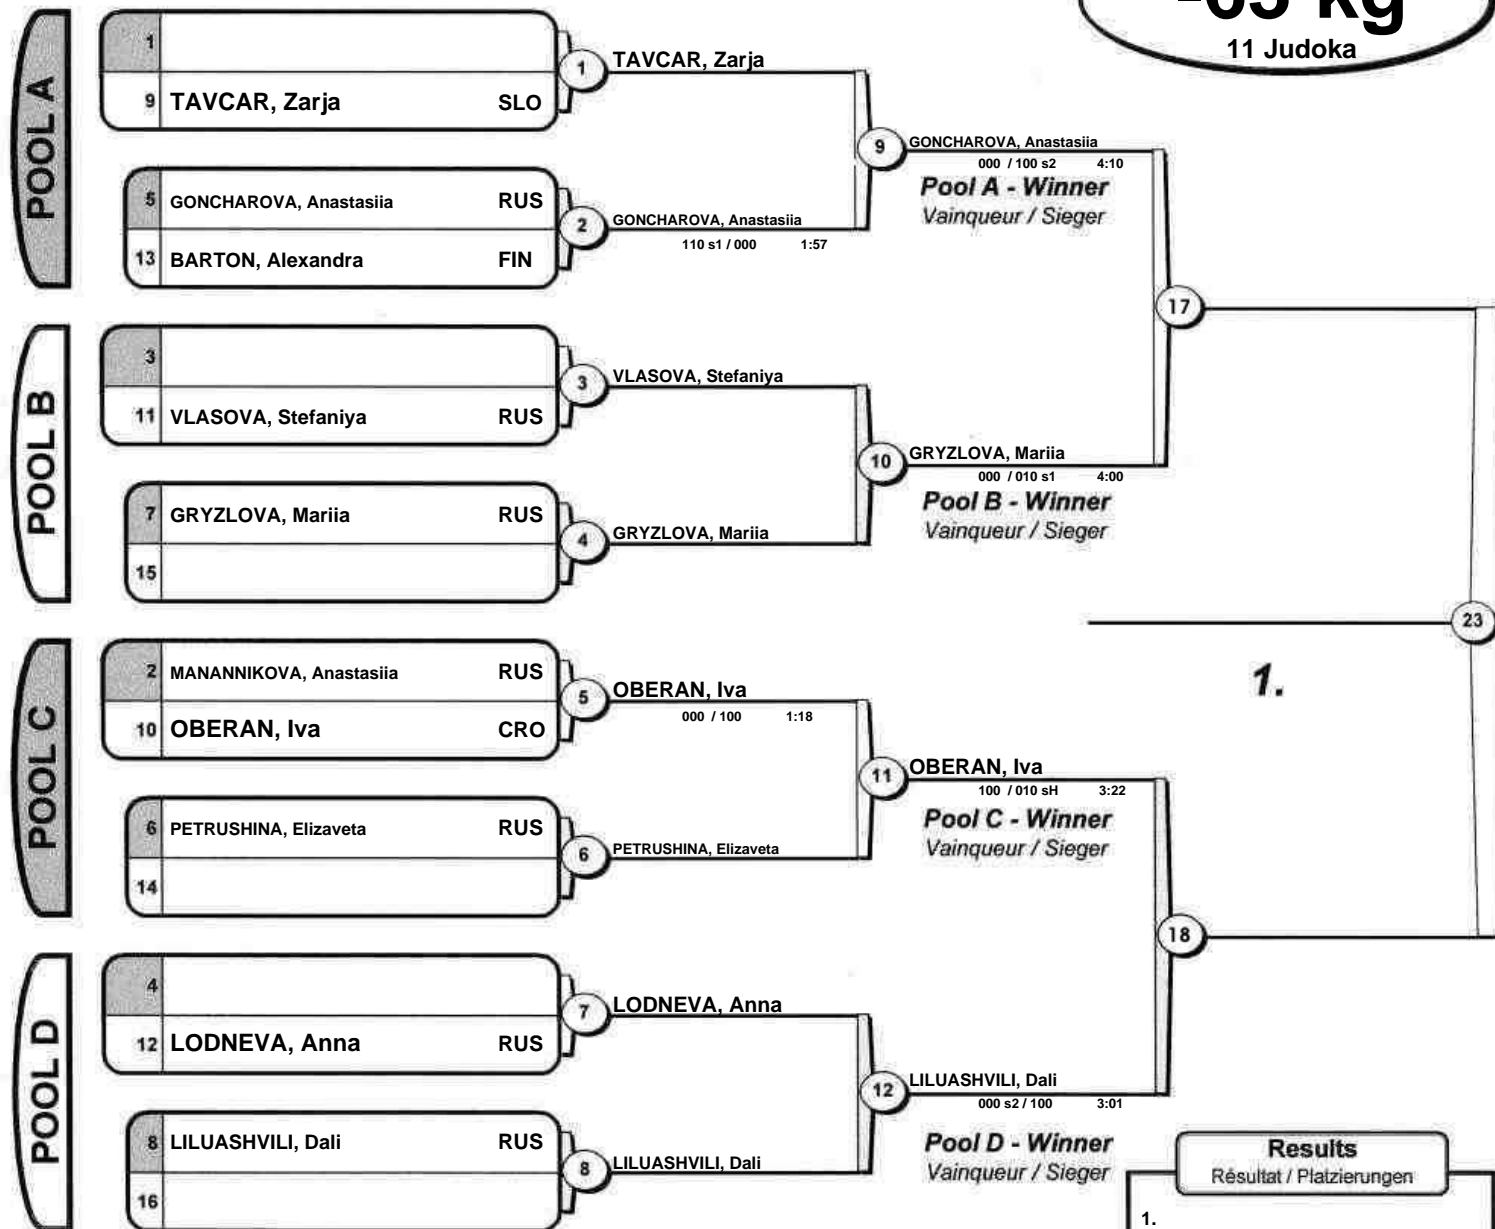 -63 kg
11 Judoka
POOL A
1
9 TAVCAR, Zarja SLO
1 TAVCAR, Zarja
5 GONCHAROVA, Anastasiia RUS
13 BARTON, Alexandra FIN
2 GONCHAROVA, Anastasiia
110 s1 / 000 1:57
9 GONCHAROVA, Anastasiia
000 / 100 s2 4:10
Pool A - Winner
Vainqueur / Sieger
POOL B
3
11 VLASOVA, Stefaniya RUS
3 VLASOVA, Stefaniya
7 GRYZLOVA, Mariia RUS
15
4 GRYZLOVA, Mariia
10 GRYZLOVA, Mariia
000 / 010 s1 4:00
Pool B - Winner
Vainqueur / Sieger
17
POOL C
2 MANANNIKOVA, Anastasiia RUS
10 OBERAN, Iva CRO
5 OBERAN, Iva
000 / 100 1:18
6 PETRUSHINA, Elizaveta RUS
14
6 PETRUSHINA, Elizaveta
11 OBERAN, Iva
100 / 010 sH 3:22
Pool C - Winner
Vainqueur / Sieger
POOL D
4
12 LODNEVA, Anna RUS
7 LODNEVA, Anna
8 LILUASHVILI, Dali RUS
16
8 LILUASHVILI, Dali
12 LILUASHVILI, Dali
000 s2 / 100 3:01
Pool D - Winner
Vainqueur / Sieger
18
23
1.
Results
Résultat / Platzierungen
1.